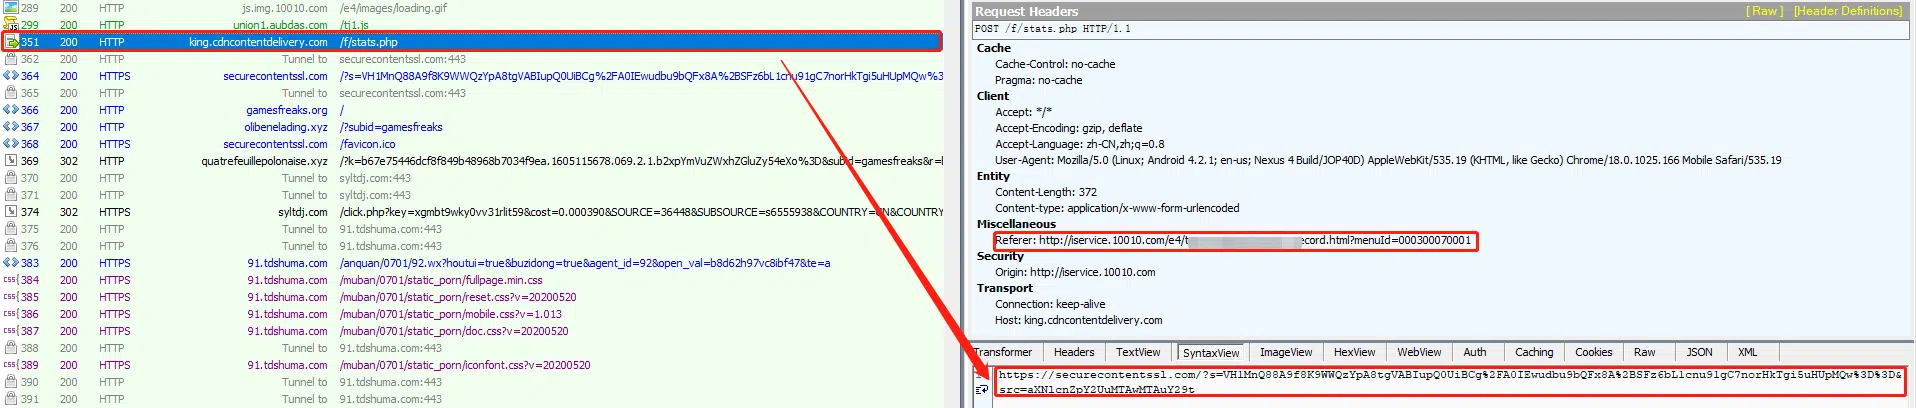 289 200 HTTP js.img.10010.com /e4/images/loading.gif
299 200 HTTP union1.aubdas.com /tj1.js
351 200 HTTP king.cdncontentdelivery.com /f/stats.php
362 200 HTTP Tunnel to securecontentssl.com:443
364 200 HTTPS securecontentssl.com /?s=VH1MnQ88A9f8K9WWQzYpA8tgVABIupQ0UiBCg%2FA0IEwudbu9bQFx8A%2BSFz6bL1cnu91gC7norHkTgi5uHUpMQw%3
365 200 HTTP Tunnel to securecontentssl.com:443
366 200 HTTP gamesfreaks.org /
367 200 HTTP olibenelading.xyz /?subid=gamesfreaks
368 200 HTTPS securecontentssl.com /favicon.ico
369 302 HTTP quatrefeuillepolonaise.xyz /?k=b67e75446dcf8f849b48968b7034f9ea.1605115678.069.2.1.b2xpYmVuZWxhZGluZy54eXo%3D&subid=gamesfreaks&r=
370 200 HTTP Tunnel to syltdj.com:443
371 200 HTTP Tunnel to syltdj.com:443
374 302 HTTPS syltdj.com /click.php?key=xgmbt9wky0vv31rlit59&cost=0.000390&SOURCE=36448&SUBSOURCE=s6555938&COUNTRY=CN&COUNTRY
375 200 HTTP Tunnel to 91.tdshuma.com:443
376 200 HTTP Tunnel to 91.tdshuma.com:443
383 200 HTTPS 91.tdshuma.com /anquan/0701/92.wx?houtui=true&buzidong=true&agent_id=92&open_val=b8d62h97vc8ibf47&te=a
384 200 HTTPS 91.tdshuma.com /muban/0701/static_porn/fullpage.min.css
385 200 HTTPS 91.tdshuma.com /muban/0701/static_porn/reset.css?v=20200520
386 200 HTTPS 91.tdshuma.com /muban/0701/static_porn/mobile.css?v=1.013
387 200 HTTPS 91.tdshuma.com /muban/0701/static_porn/doc.css?v=20200520
388 200 HTTP Tunnel to 91.tdshuma.com:443
389 200 HTTPS 91.tdshuma.com /muban/0701/static_porn/iconfont.css?v=20200520
390 200 HTTP Tunnel to 91.tdshuma.com:443
391 200 HTTP Tunnel to 91.tdshuma.com:443
Request Headers [ Raw ] [Header Definitions]
POST /f/stats.php HTTP/1.1
Cache
Cache-Control: no-cache
Pragma: no-cache
Client
Accept: */*
Accept-Encoding: gzip, deflate
Accept-Language: zh-CN,zh;q=0.8
User-Agent: Mozilla/5.0 (Linux; Android 4.2.1; en-us; Nexus 4 Build/JOP40D) AppleWebKit/535.19 (KHTML, like Gecko) Chrome/18.0.1025.166 Mobile Safari/535.19
Entity
Content-Length: 372
Content-type: application/x-www-form-urlencoded
Miscellaneous
Referer: http://iservice.10010.com/e4/t ecord.html?menuId=000300070001
Security
Origin: http://iservice.10010.com
Transport
Connection: keep-alive
Host: king.cdncontentdelivery.com
Transformer Headers TextView SyntaxView ImageView HexView WebView Auth Caching Cookies Raw JSON XML
https://securecontentssl.com/?s=VH1MnQ88A9f8K9WWQzYpA8tgVABIupQ0UiBCg%2FA0IEwudbu9bQFx8A%2BSFz6bL1cnu91gC7norHkTgi5uHUpMQw%3D%3D&
src=aXNlcnZpY2UuMTAwMTAuY29t